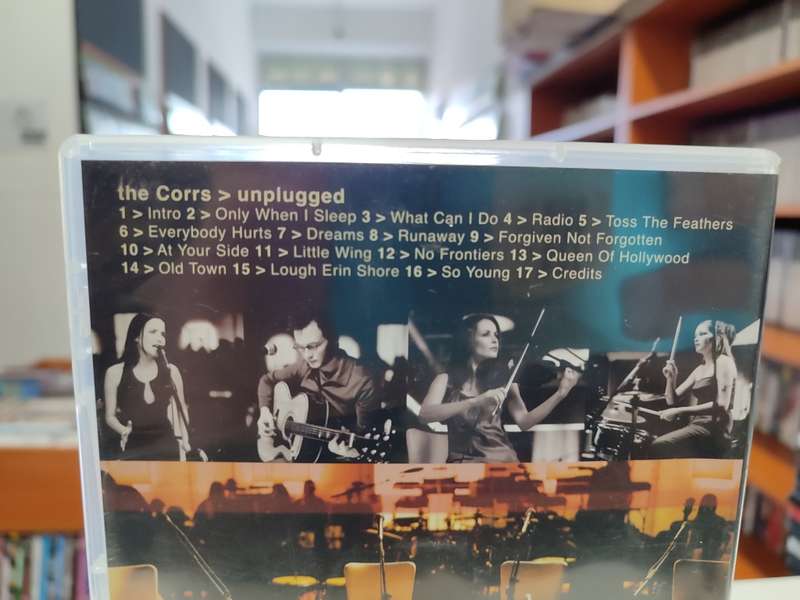 the Corrs > unplugged
1 > Intro 2 > Only When I Sleep 3 > What Can I Do 4 > Radio 5 > Toss The Feathers
6 > Everybody Hurts 7 > Dreams 8 > Runaway 9 > Forgiven Not Forgotten
10 > At Your Side 11 > Little Wing 12 > No Frontiers 13 > Queen Of Hollywood
14 > Old Town 15 > Lough Erin Shore 16 > So Young 17 > Credits